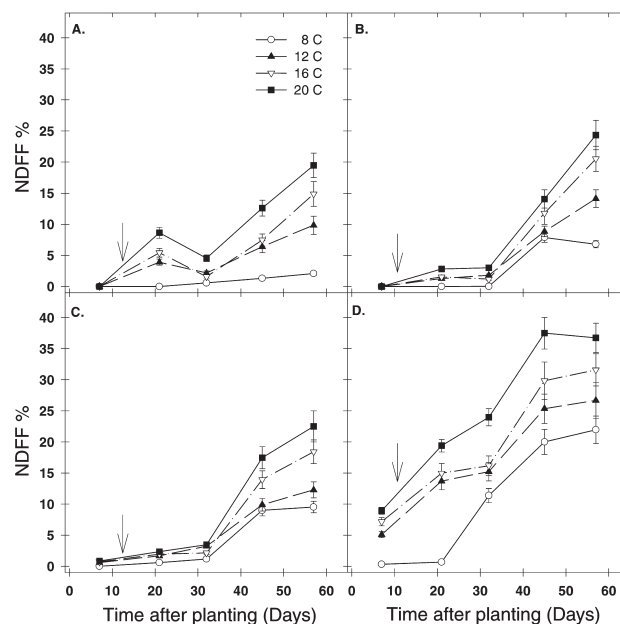 A.
B.
8 C
12 C
16 C
20 C
40
35
30
25
20
15
10
5
0
NDFF %
C.
D.
40
35
30
25
20
15
10
5
0
NDFF %
0 10 20 30 40 50 60 0 10 20 30 40 50 60
Time after planting (Days) Time after planting (Days)